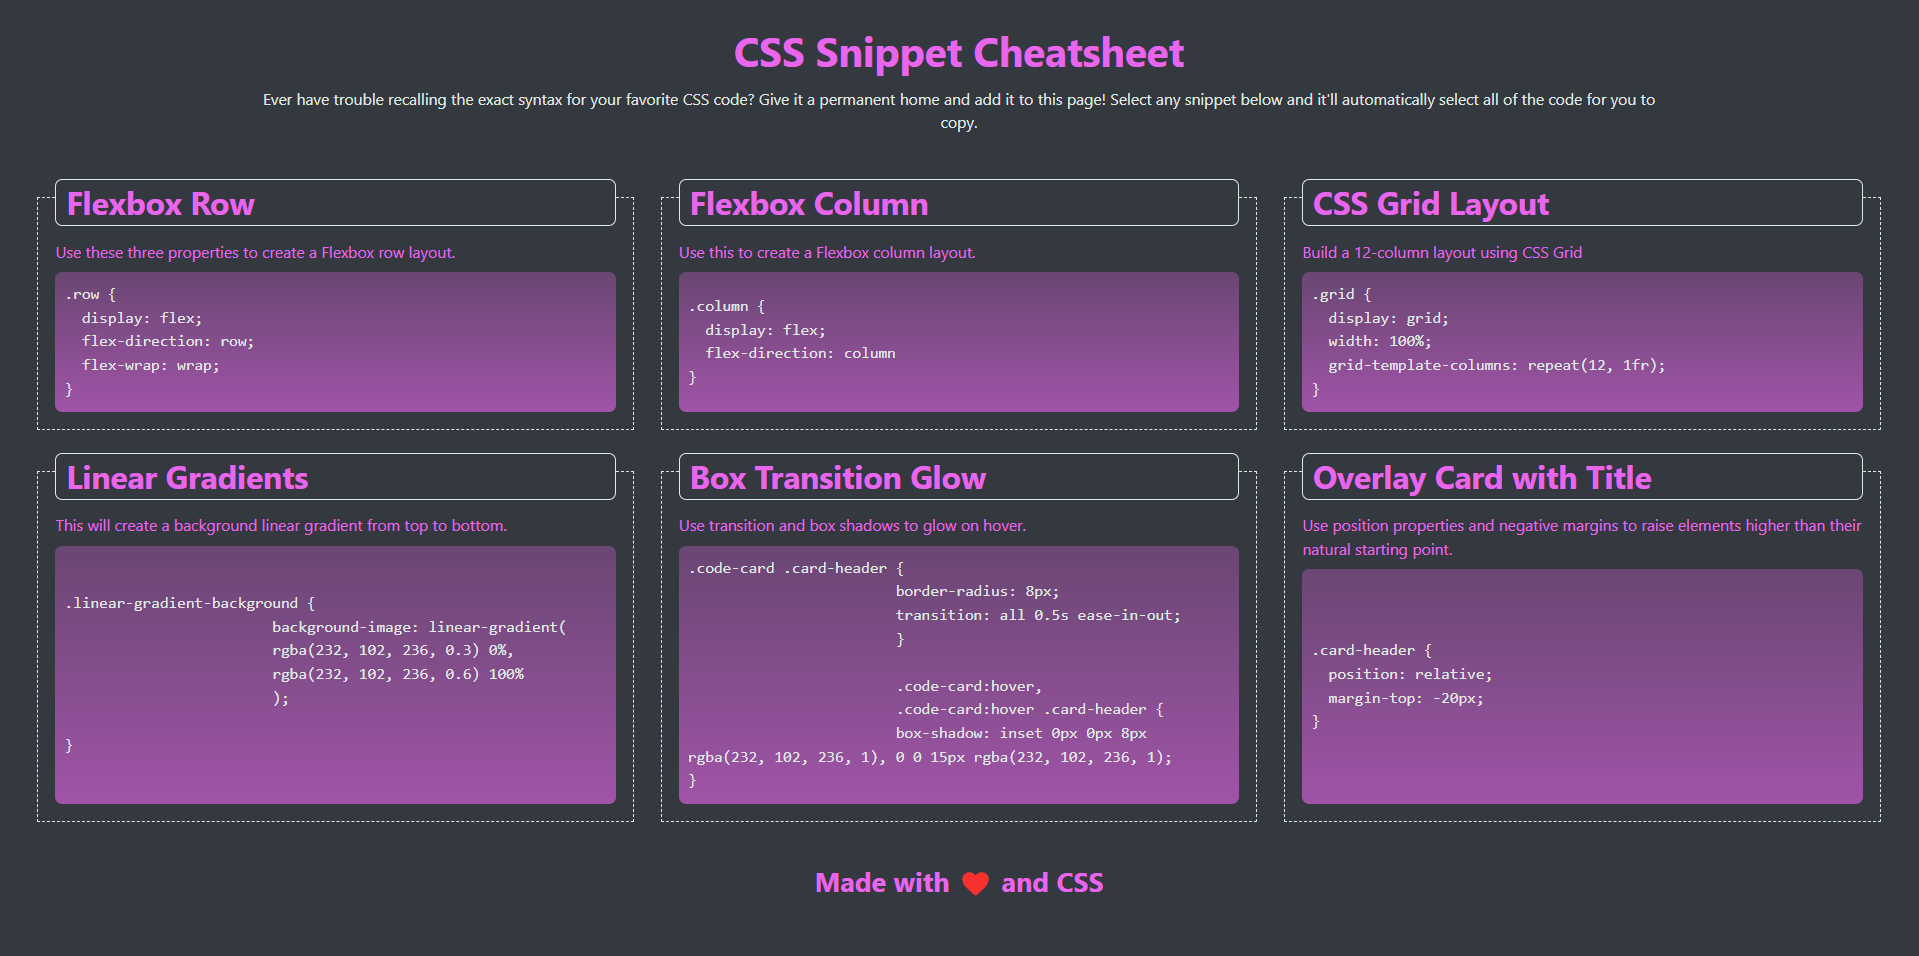 CSS Snippet Cheatsheet
Ever have trouble recalling the exact syntax for your favorite CSS code? Give it a permanent home and add it to this page! Select any snippet below and it'll automatically select all of the code for you to
copy.
Flexbox Row
Use these three properties to create a Flexbox row layout.
.row {
  display: flex;
  flex-direction: row;
  flex-wrap: wrap;
}
Flexbox Column
Use this to create a Flexbox column layout.
.column {
  display: flex;
  flex-direction: column
}
CSS Grid Layout
Build a 12-column layout using CSS Grid
.grid {
  display: grid;
  width: 100%;
  grid-template-columns: repeat(12, 1fr);
}
Linear Gradients
This will create a background linear gradient from top to bottom.
.linear-gradient-background {
                        background-image: linear-gradient(
                        rgba(232, 102, 236, 0.3) 0%,
                        rgba(232, 102, 236, 0.6) 100%
                        );
}
Box Transition Glow
Use transition and box shadows to glow on hover.
.code-card .card-header {
                        border-radius: 8px;
                        transition: all 0.5s ease-in-out;
                        }
                        .code-card:hover,
                        .code-card:hover .card-header {
                        box-shadow: inset 0px 0px 8px
rgba(232, 102, 236, 1), 0 0 15px rgba(232, 102, 236, 1);
}
Overlay Card with Title
Use position properties and negative margins to raise elements higher than their
natural starting point.
.card-header {
  position: relative;
  margin-top: -20px;
}
Made with ❤️ and CSS